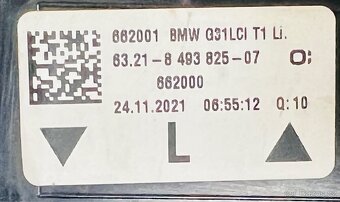 662001 BMW G31LCI T1 Li.
63.21-8 493 825-07
662000
24.11.2021 06:55:12 Q:10
L